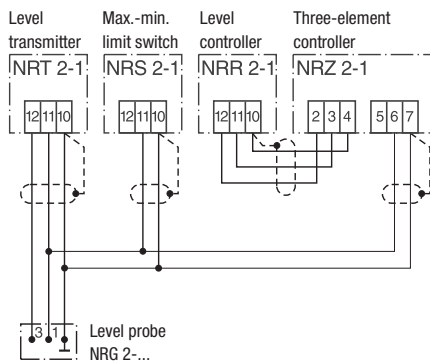 Level transmitter
Max.-min. limit switch
Level controller
Three-element controller
NRT 2-1
NRS 2-1
NRR 2-1
NRZ 2-1
12 11 10
12 11 10
12 11 10
2 3 4
5 6 7
3 1
Level probe
NRG 2-...